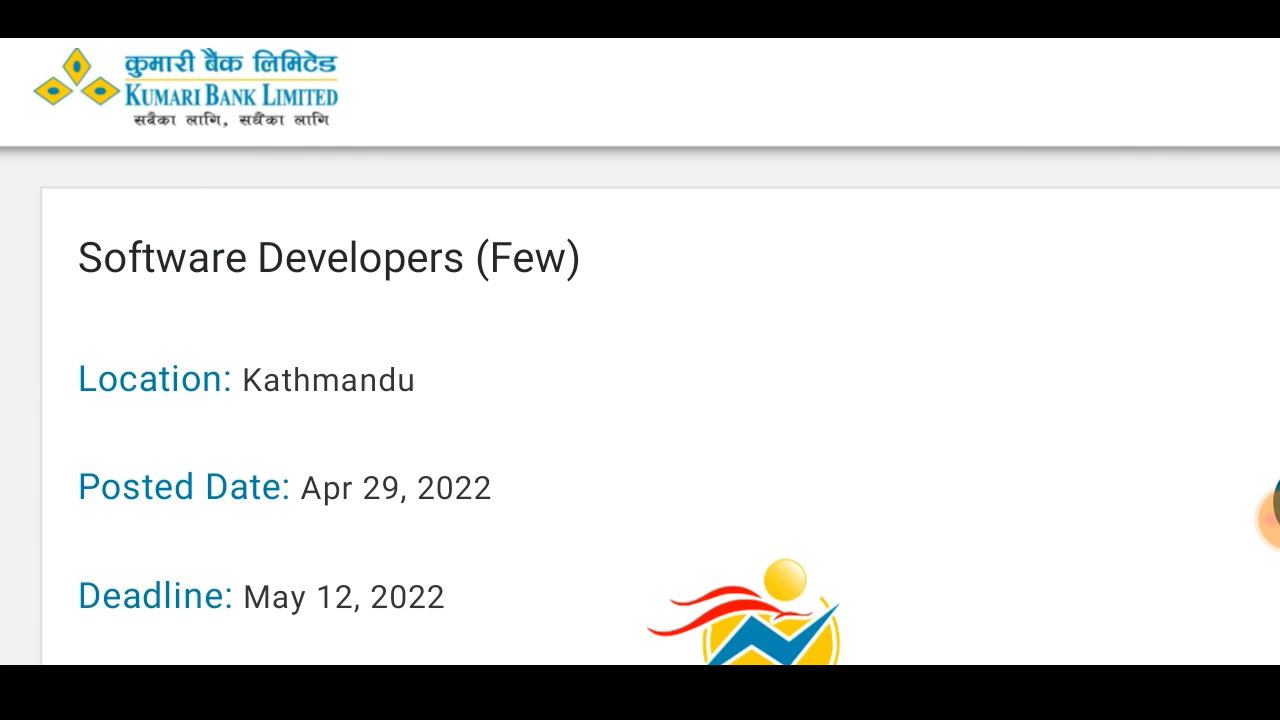 कुमारी बैंक लिमिटेड
KUMARI BANK LIMITED
सबैका लागि, सधैंका लागि
Software Developers (Few)
Location: Kathmandu
Posted Date: Apr 29, 2022
Deadline: May 12, 2022